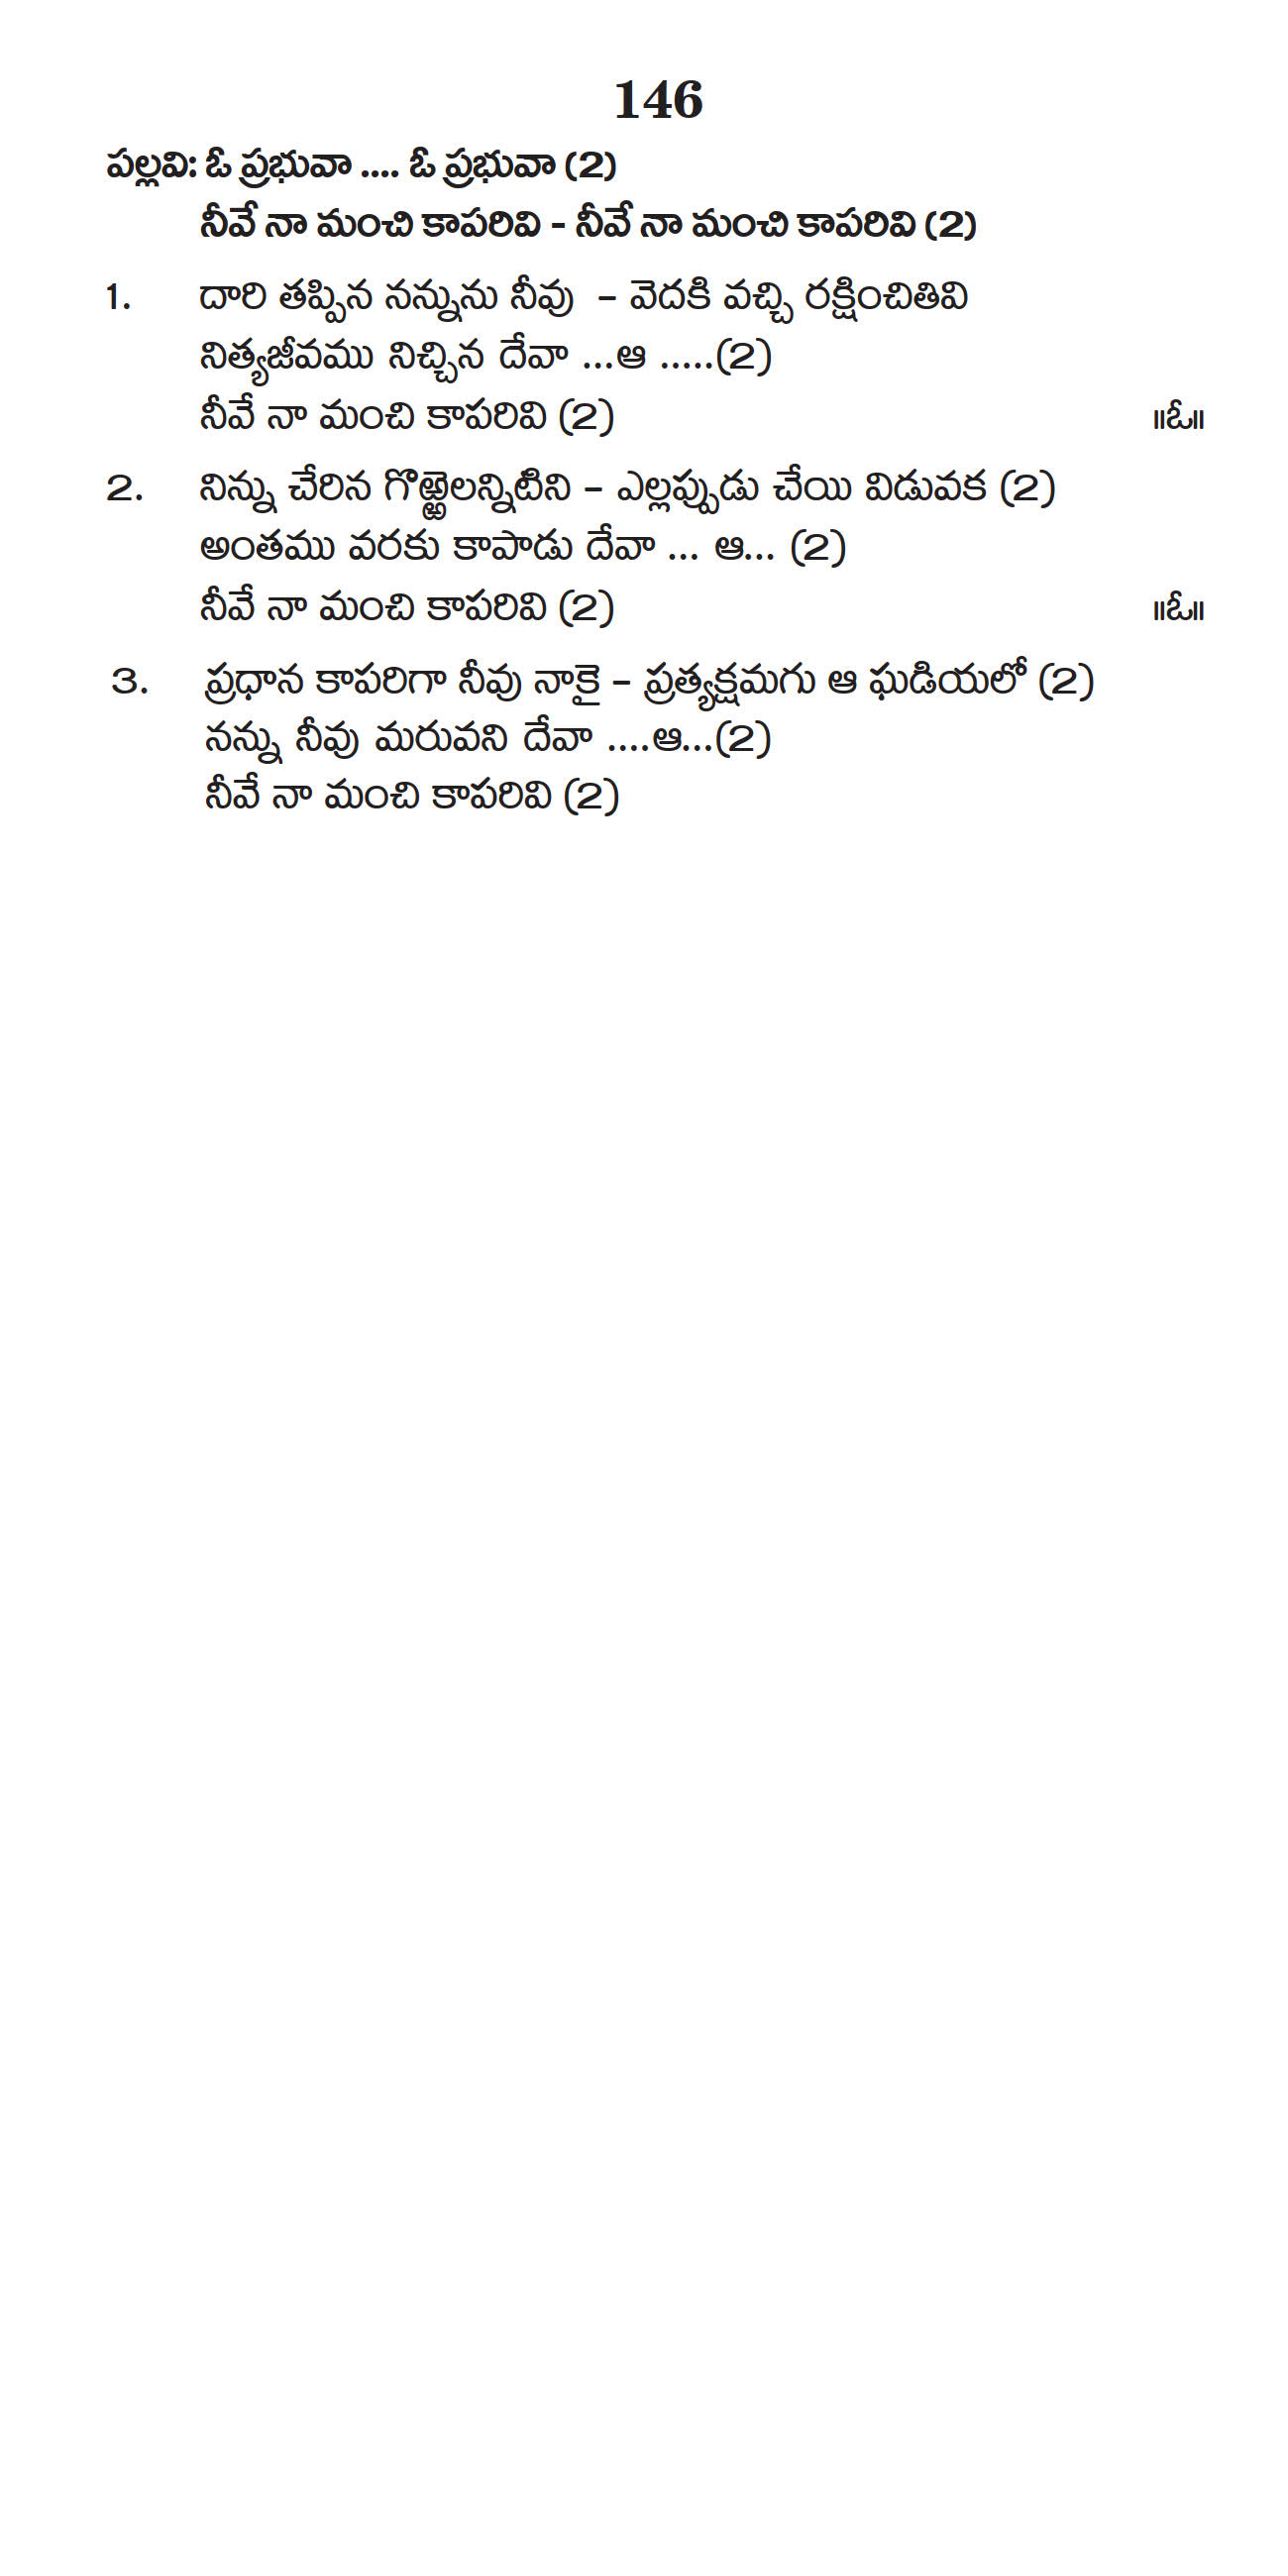 146
పల్లవి: ఓ ప్రభువా .... ఓ ప్రభువా (2)
నీవే నా మంచి కాపరివి - నీవే నా మంచి కాపరివి (2)
1. దారి తప్పిన నన్నును నీవు – వెదకి వచ్చి రక్షించితివి
నిత్యజీవము నిచ్చిన దేవా ...ఆ .....(2)
నీవే నా మంచి కాపరివి (2) ॥ఓ॥
2. నిన్ను చేరిన గొఱ్ఱెలన్నిటిని – ఎల్లప్పుడు చేయి విడువక (2)
అంతము వరకు కాపాడు దేవా ... ఆ... (2)
నీవే నా మంచి కాపరివి (2) ॥ఓ॥
3. ప్రధాన కాపరిగా నీవు నాకై – ప్రత్యక్షమగు ఆ ఘడియలో (2)
నన్ను నీవు మరువని దేవా ....ఆ...(2)
నీవే నా మంచి కాపరివి (2)